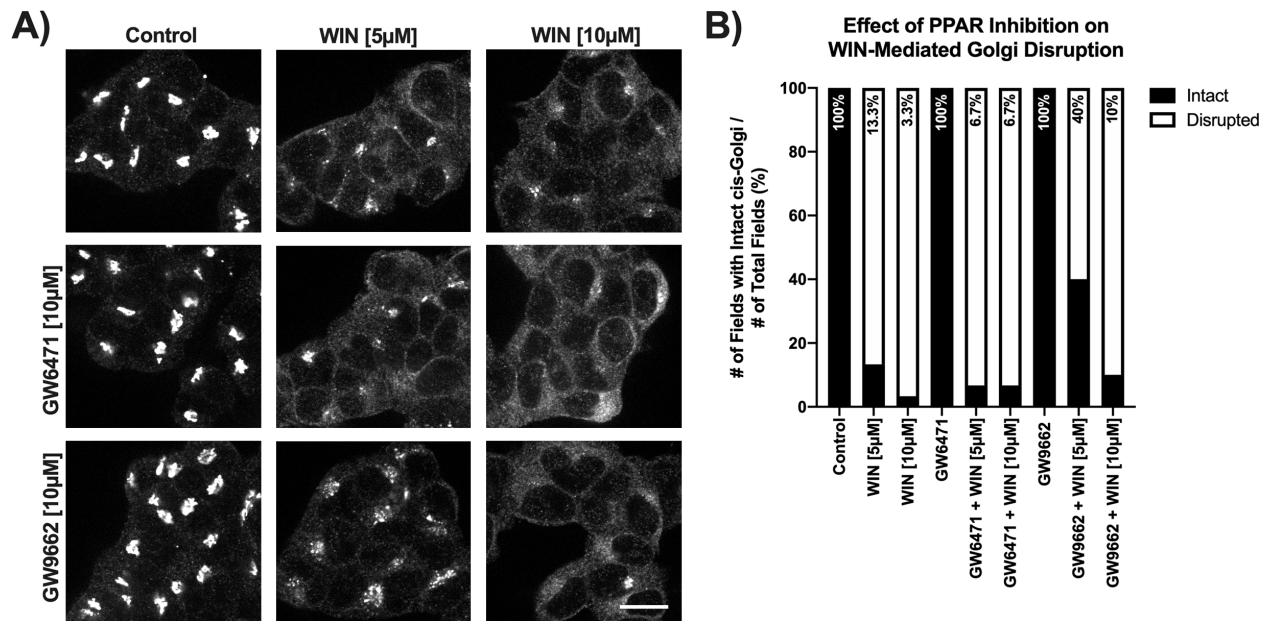 A)
Control
WIN [5µM]
WIN [10µM]
GW6471 [10µM]
GW9662 [10µM]
B)
Effect of PPAR Inhibition on
WIN-Mediated Golgi Disruption
# of Fields with Intact cis-Golgi /
# of Total Fields (%)
100
80
60
40
20
0
100%
13.3%
3.3%
100%
6.7%
6.7%
100%
40%
10%
Intact
Disrupted
Control
WIN [5µM]
WIN [10µM]
GW6471
GW6471 + WIN [5µM]
GW6471 + WIN [10µM]
GW9662
GW9662 + WIN [5µM]
GW9662 + WIN [10µM]